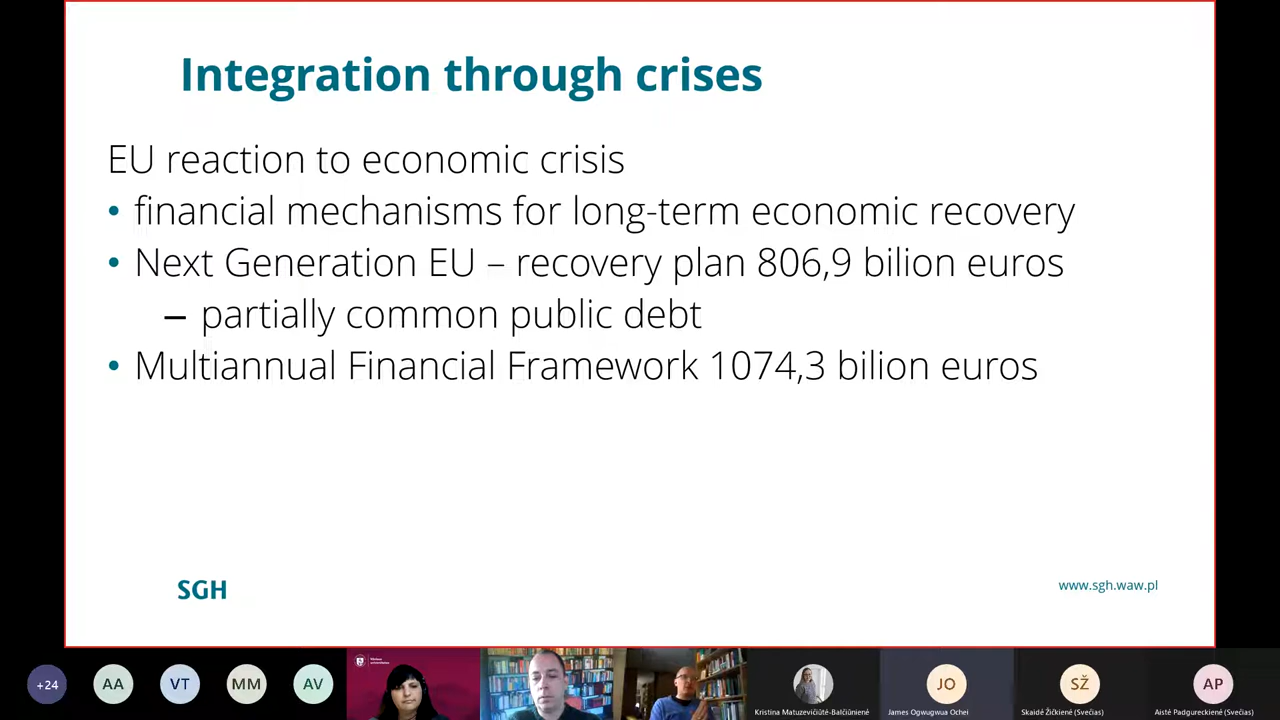 Integration through crises
EU reaction to economic crisis
• financial mechanisms for long-term economic recovery
• Next Generation EU – recovery plan 806,9 bilion euros
– partially common public debt
• Multiannual Financial Framework 1074,3 bilion euros
SGH
www.sgh.waw.pl
+24
AA
VT
MM
AV
JO
SŽ
AP
Kristina Matuzevičiūtė-Balčiūnienė
James Ogwugwua Ochei
Skaidė Žičkienė (Svečias)
Aistė Padgureckienė (Svečias)